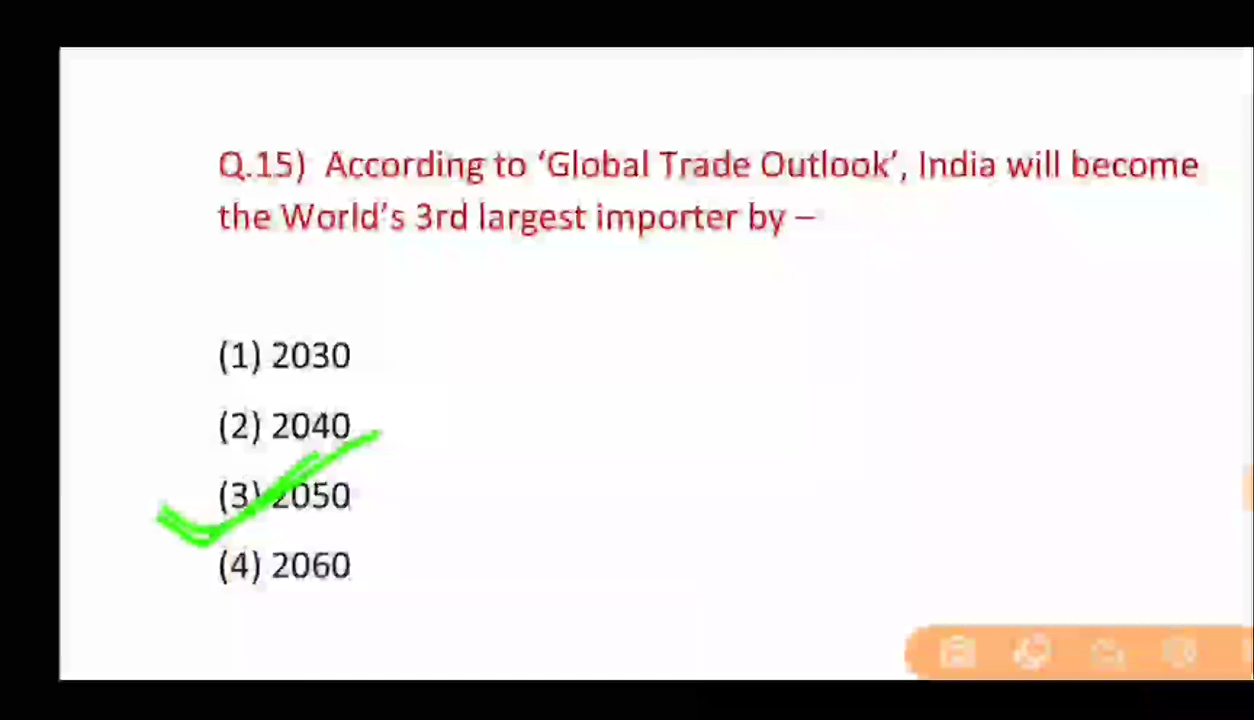 Q.15) According to ‘Global Trade Outlook’, India will become
the World’s 3rd largest importer by –
(1) 2030
(2) 2040
(3) 2050
(4) 2060